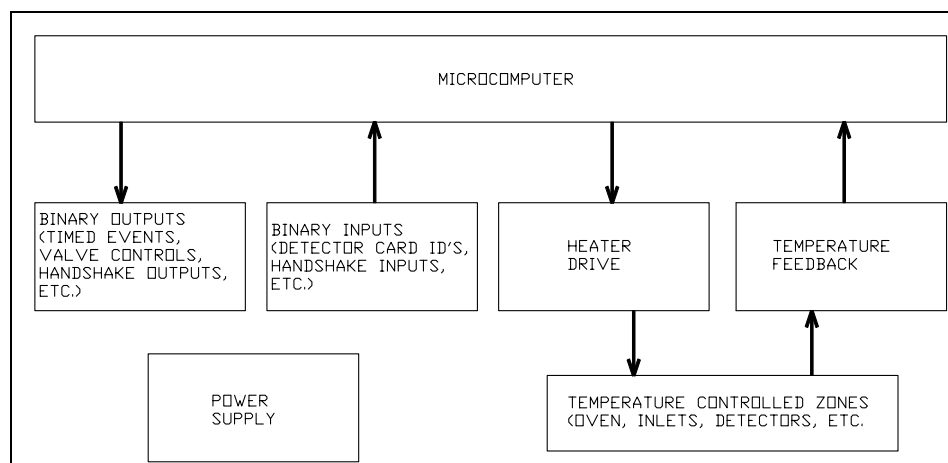 MICROCOMPUTER
BINARY OUTPUTS
(TIMED EVENTS,
VALVE CONTROLS,
HANDSHAKE OUTPUTS,
ETC.)
BINARY INPUTS
(DETECTOR CARD ID'S,
HANDSHAKE INPUTS,
ETC.)
HEATER
DRIVE
TEMPERATURE
FEEDBACK
POWER
SUPPLY
TEMPERATURE CONTROLLED ZONES
(OVEN, INLETS, DETECTORS, ETC.